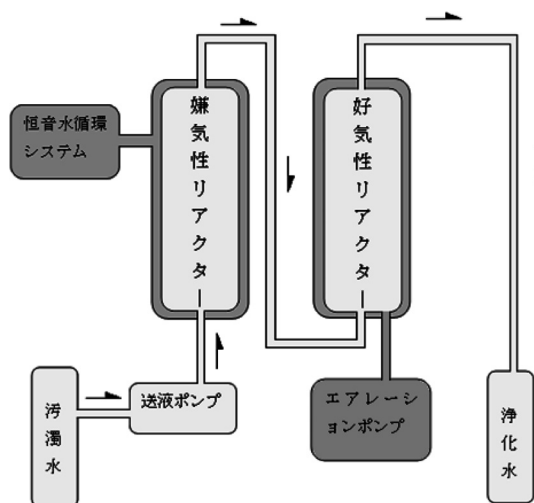 恒音水循環
システム
嫌気性リアクター
好気性リアクター
汚濁水
送液ポンプ
エアレーシ
ョンポンプ
浄化水